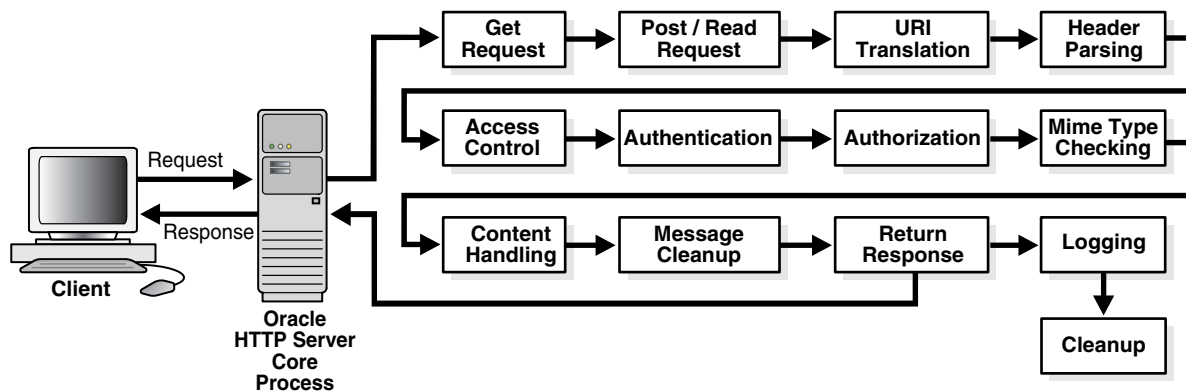 Get
Request
Post / Read
Request
URI
Translation
Header
Parsing
Access
Control
Authentication
Authorization
Mime Type
Checking
Request
Response
Content
Handling
Message
Cleanup
Return
Response
Logging
Client
Oracle
HTTP Server
Core
Process
Cleanup